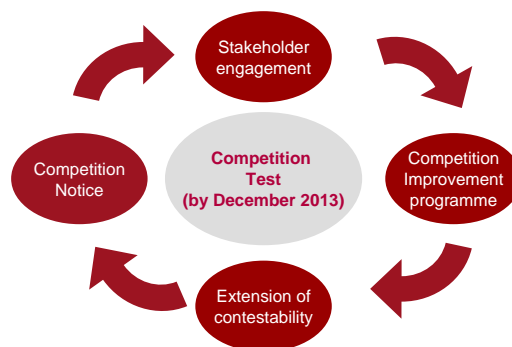 Stakeholder
engagement
Competition
Improvement
programme
Extension of
contestability
Competition
Notice
Competition
Test
(by December 2013)